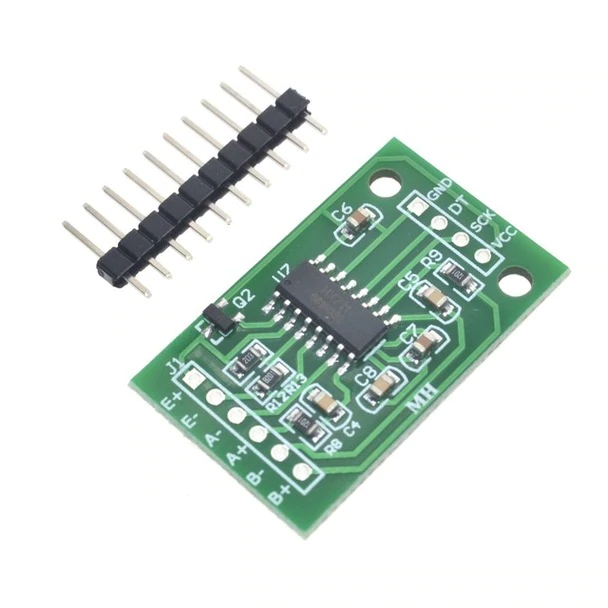 GND
DT
SCK
VCC
C6
R9
C5
U7
Q2
C7
J1
C8
R12
R13
C4
R8
MH
E+
E-
A-
A+
B-
B+